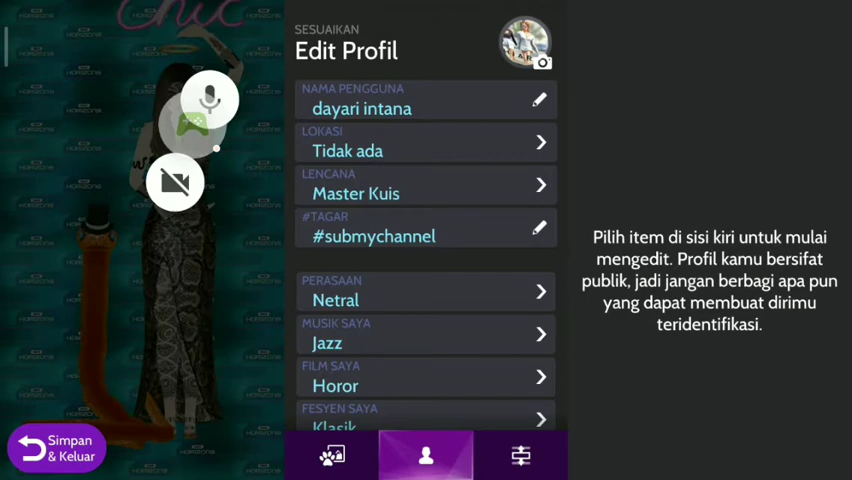 Chic
HORIZONS
SESUAIKAN
Edit Profil
NAMA PENGGUNA
dayari intana
LOKASI
Tidak ada
LENCANA
Master Kuis
#TAGAR
#submychannel
PERASAAN
Netral
MUSIK SAYA
Jazz
FILM SAYA
Horor
FESYEN SAYA
Klasik
Simpan
& Keluar
Pilih item di sisi kiri untuk mulai
mengedit. Profil kamu bersifat
publik, jadi jangan berbagi apa pun
yang dapat membuat dirimu
teridentifikasi.